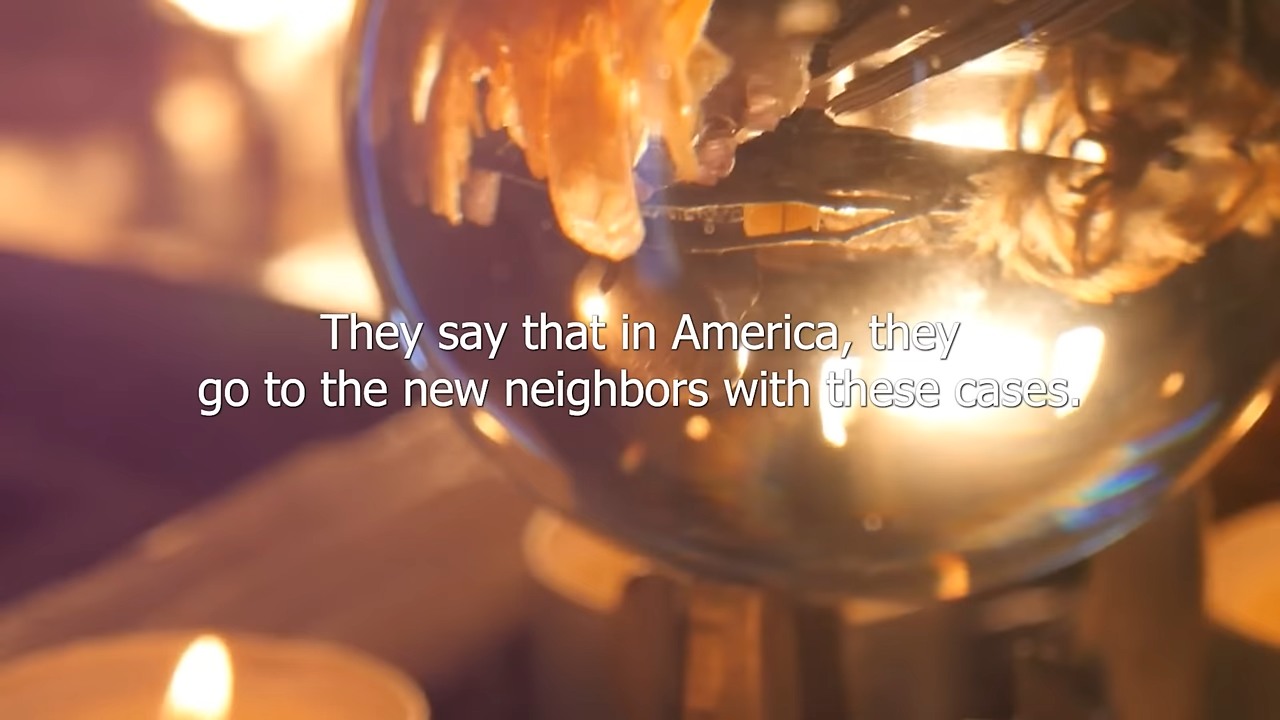 They say that in America, they
go to the new neighbors with these cases.